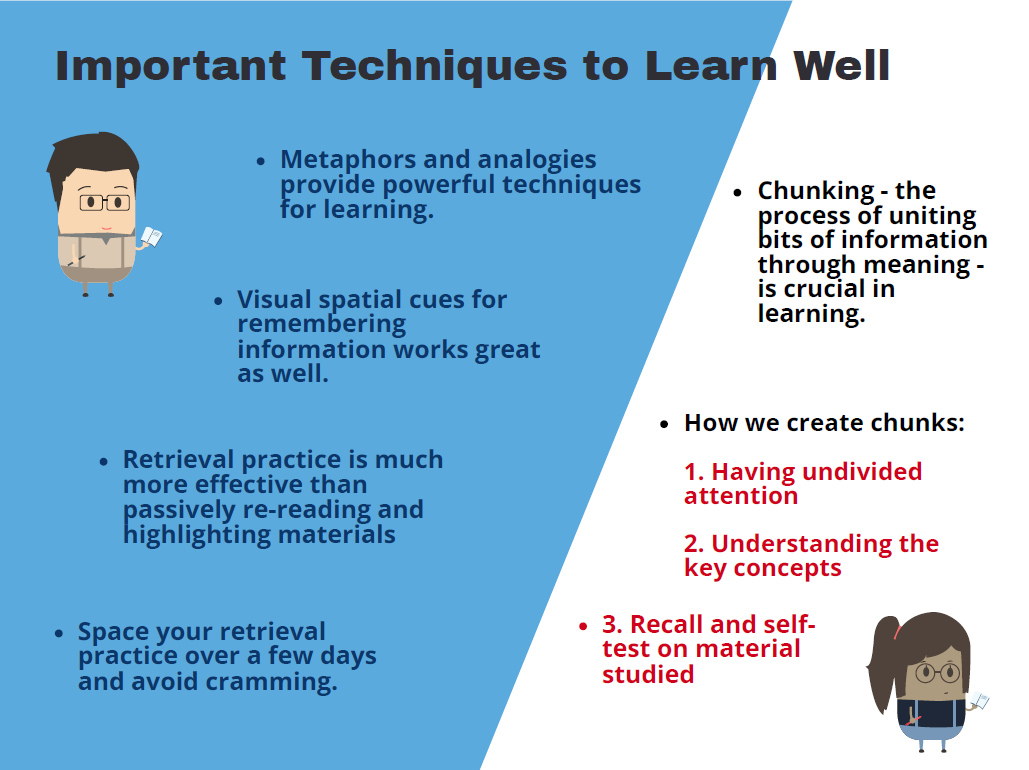 Important Techniques to Learn Well
• Metaphors and analogies
provide powerful techniques
for learning.
• Visual spatial cues for
remembering
information works great
as well.
• Retrieval practice is much
more effective than
passively re-reading and
highlighting materials
• Space your retrieval
practice over a few days
and avoid cramming.
• Chunking - the
process of uniting
bits of information
through meaning -
is crucial in
learning.
• How we create chunks:
1. Having undivided
attention
2. Understanding the
key concepts
• 3. Recall and self-
test on material
studied